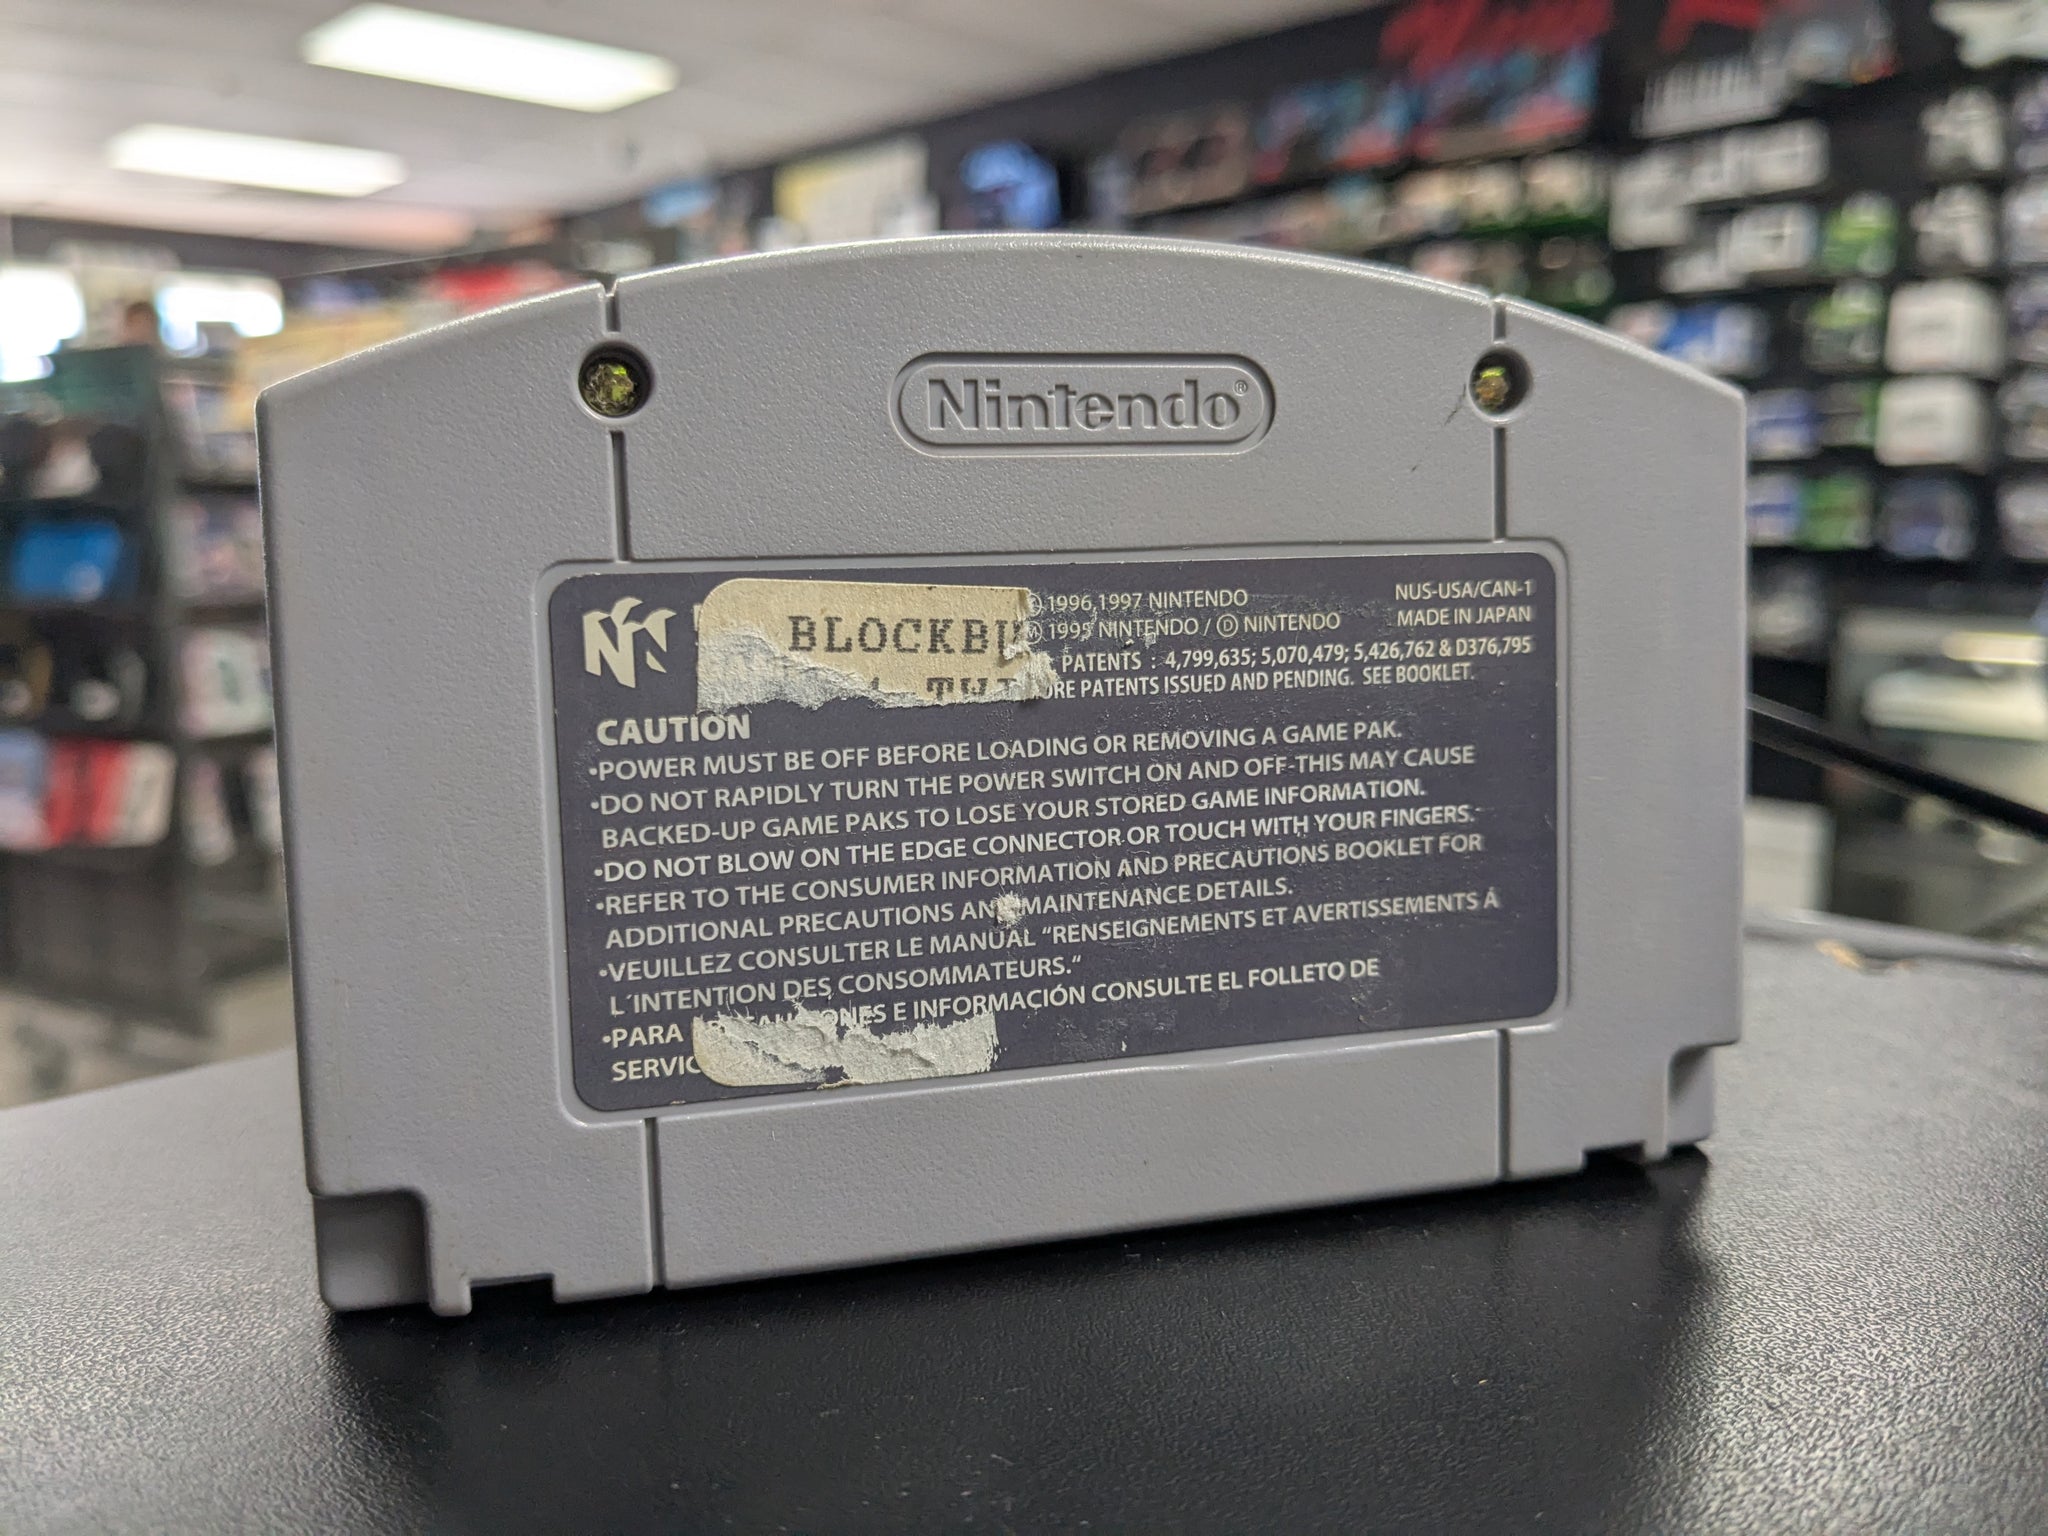 Nintendo®
BLOCKBU
TWI
© 1996,1997 NINTENDO
NUS-USA/CAN-1
1995 NINTENDO / Ⓓ NINTENDO
MADE IN JAPAN
PATENTS : 4,799,635; 5,070,479; 5,426,762 & D376,795
ORE PATENTS ISSUED AND PENDING. SEE BOOKLET.
CAUTION
•POWER MUST BE OFF BEFORE LOADING OR REMOVING A GAME PAK.
•DO NOT RAPIDLY TURN THE POWER SWITCH ON AND OFF-THIS MAY CAUSE
BACKED-UP GAME PAKS TO LOSE YOUR STORED GAME INFORMATION.
•DO NOT BLOW ON THE EDGE CONNECTOR OR TOUCH WITH YOUR FINGERS.
•REFER TO THE CONSUMER INFORMATION AND PRECAUTIONS BOOKLET FOR
ADDITIONAL PRECAUTIONS AND MAINTENANCE DETAILS.
•VEUILLEZ CONSULTER LE MANUAL "RENSEIGNEMENTS ET AVERTISSEMENTS Á
L'INTENTION DES CONSOMMATEURS."
•PARA E INFORMACIÓN CONSULTE EL FOLLETO DE
SERVIC